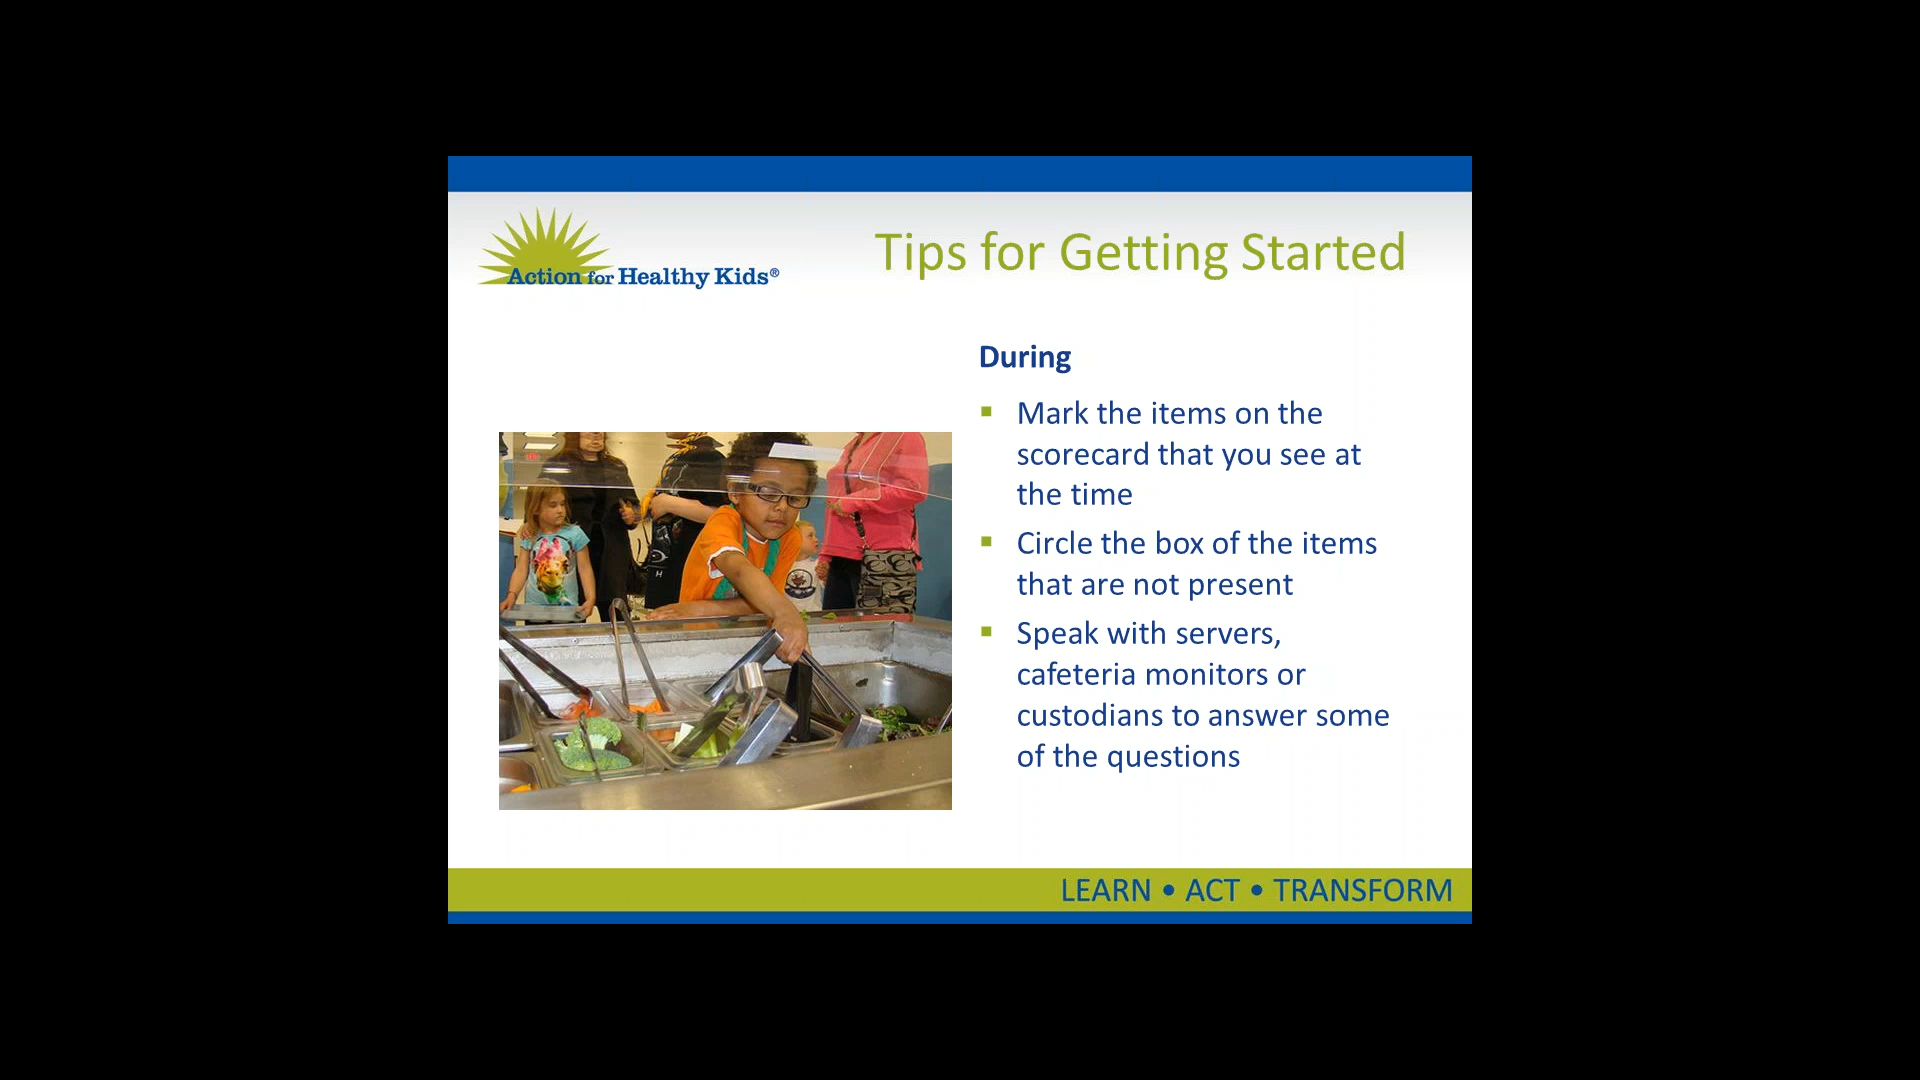 Action for Healthy Kids®
Tips for Getting Started
During
▪ Mark the items on the
scorecard that you see at
the time
▪ Circle the box of the items
that are not present
▪ Speak with servers,
cafeteria monitors or
custodians to answer some
of the questions
LEARN • ACT • TRANSFORM